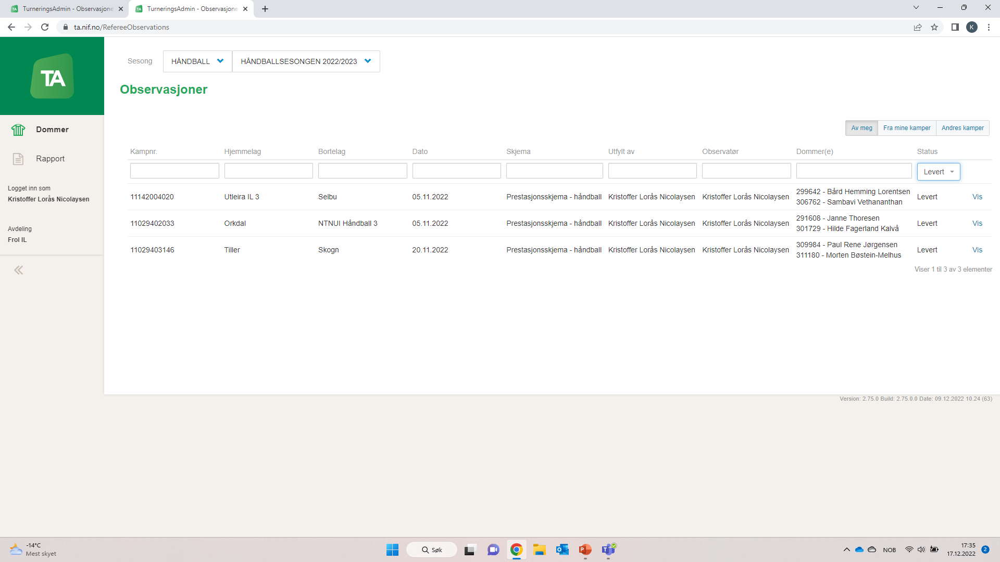 TurneringsAdmin - Observasjone
TurneringsAdmin - Observasjone
ta.nif.no/RefereeObservations
K
TA
Sesong
HÅNDBALL
HÅNDBALLSESONGEN 2022/2023
Observasjoner
Dommer
Rapport
Logget inn som
Kristoffer Lorås Nicolaysen
Avdeling
Frol IL
Av meg
Fra mine kamper
Andres kamper
Kampnr. Hjemmelag Bortelag Dato Skjema Utfylt av Observatør Dommer(e) Status
Levert
11142004020 Utleira IL 3 Selbu 05.11.2022 Prestasjonsskjema - håndball Kristoffer Lorås Nicolaysen Kristoffer Lorås Nicolaysen 299642 - Bård Hemming Lorentsen Levert Vis
306762 - Sambavi Vethananthan
11029402033 Orkdal NTNUI Håndball 3 05.11.2022 Prestasjonsskjema - håndball Kristoffer Lorås Nicolaysen Kristoffer Lorås Nicolaysen 291608 - Janne Thoresen Levert Vis
301729 - Hilde Fagerland Kalvå
11029403146 Tiller Skogn 20.11.2022 Prestasjonsskjema - håndball Kristoffer Lorås Nicolaysen Kristoffer Lorås Nicolaysen 309984 - Paul Rene Jørgensen Levert Vis
311180 - Morten Bøstein-Melhus
Viser 1 til 3 av 3 elementer
Version: 2.75.0 Build: 2.75.0.0 Date: 09.12.2022 10.24 (63)
-14°C
Mest skyet
Søk
NOB
17:35
17.12.2022
2